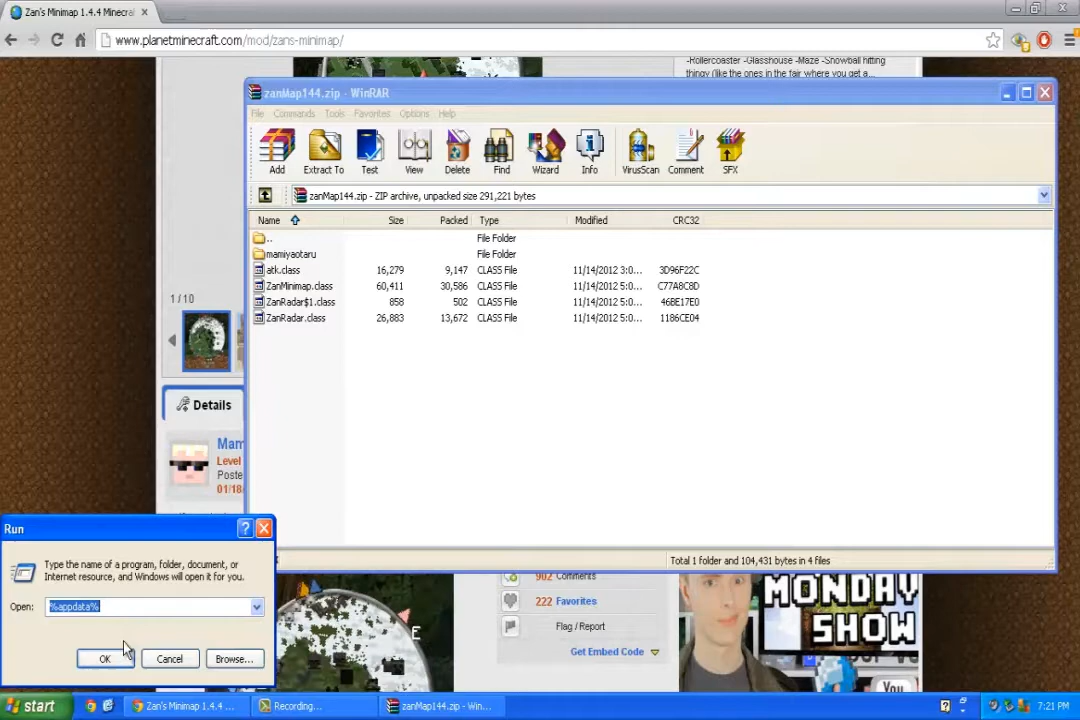 Zan's Minimap 1.4.4 Minecra
www.planetminecraft.com/mod/zans-minimap/
-Rollercoaster -Glasshouse -Maze -Snowball hitting
thingy (like the ones in the fair where you get a...
zanMap144.zip - WinRAR
File Commands Tools Favorites Options Help
Add Extract To Test View Delete Find Wizard Info VirusScan Comment SFX
zanMap144.zip - ZIP archive, unpacked size 291,221 bytes
Name Size Packed Type Modified CRC32
.. File Folder
mamiyaotaru File Folder
atk.class 16,279 9,147 CLASS File 11/14/2012 3:0... 3D96F22C
ZanMinimap.class 60,411 30,586 CLASS File 11/14/2012 5:0... C77A8C8D
ZanRadar$1.class 858 502 CLASS File 11/14/2012 5:0... 46BE17E0
ZanRadar.class 26,883 13,672 CLASS File 11/14/2012 5:0... 1186CE04
1 / 10
Details
Mam
Level
Poste
01/18/
Total 1 folder and 104,431 bytes in 4 files
Run
Type the name of a program, folder, document, or
Internet resource, and Windows will open it for you.
Open: %appdata%
OK Cancel Browse...
902 Comments
222 Favorites
Flag / Report
Get Embed Code
E
MONDAY
SHOW
You
start
Zan's Minimap 1.4.4 ...
Recording...
zanMap144.zip - Win...
7:21 PM